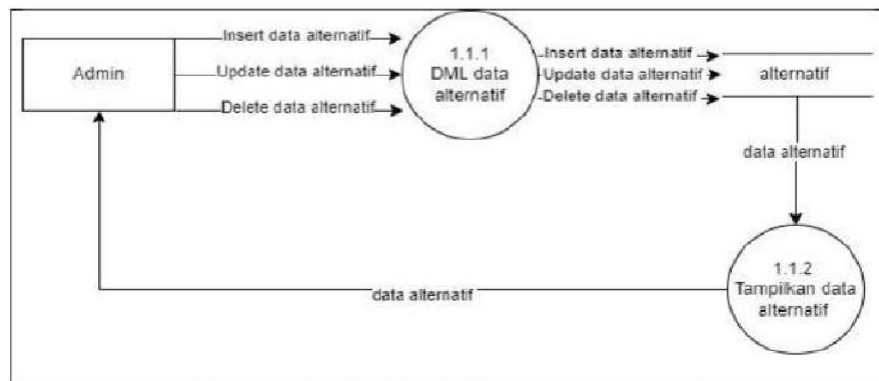 Insert data alternatif
Update data alternatif
Delete data alternatif
Admin
1.1.1
DML data
alternatif
Insert data alternatif
Update data alternatif
Delete data alternatif
alternatif
data alternatif
1.1.2
Tampilkan data
alternatif
data alternatif